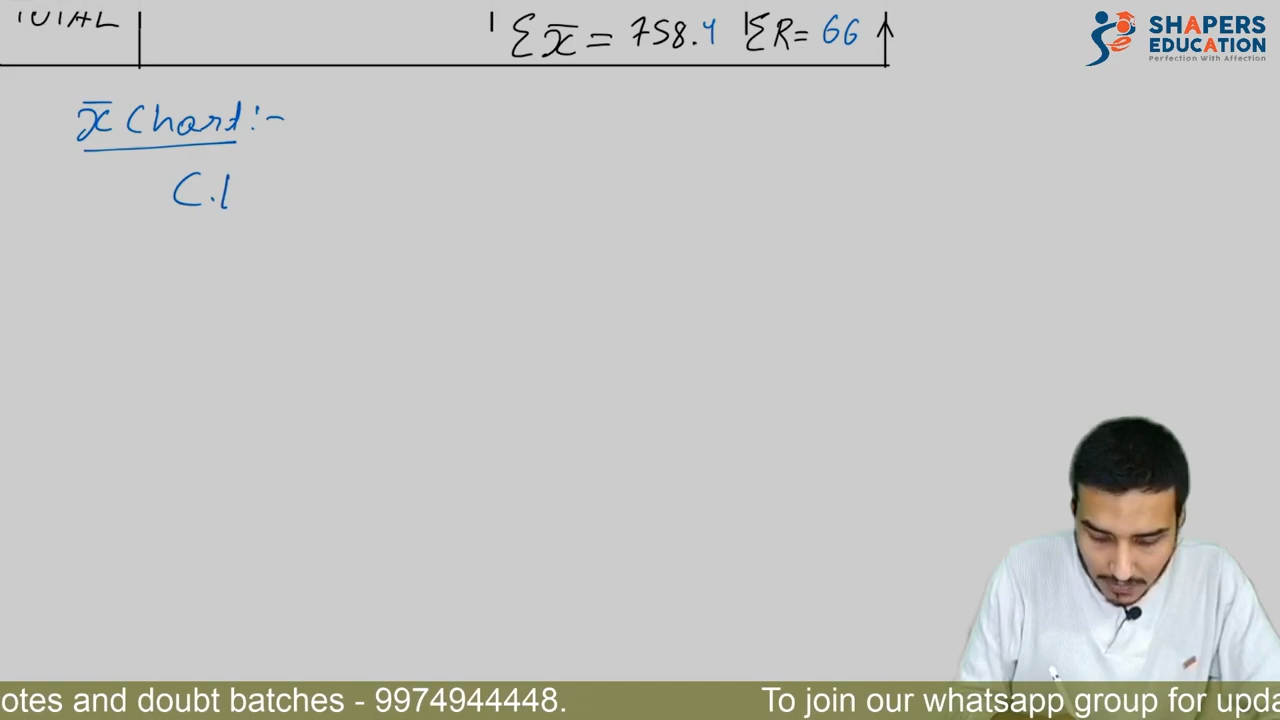 TOTAL Σx̄ = 758.4 ΣR= 66
SHAPERS
EDUCATION
Perfection With Affection
x̄ Chart:-
C.L
otes and doubt batches - 9974944448. To join our whatsapp group for upda